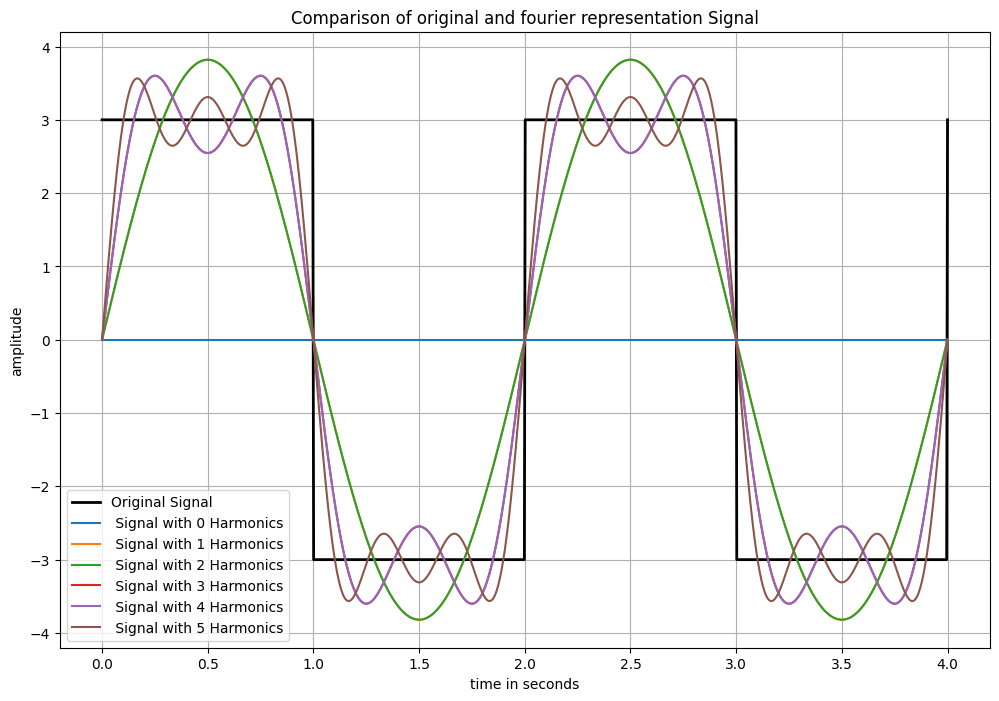 Comparison of original and fourier representation Signal
amplitude
4
3
2
1
0
−1
−2
−3
−4
Original Signal
Signal with 0 Harmonics
Signal with 1 Harmonics
Signal with 2 Harmonics
Signal with 3 Harmonics
Signal with 4 Harmonics
Signal with 5 Harmonics
0.0 0.5 1.0 1.5 2.0 2.5 3.0 3.5 4.0
time in seconds